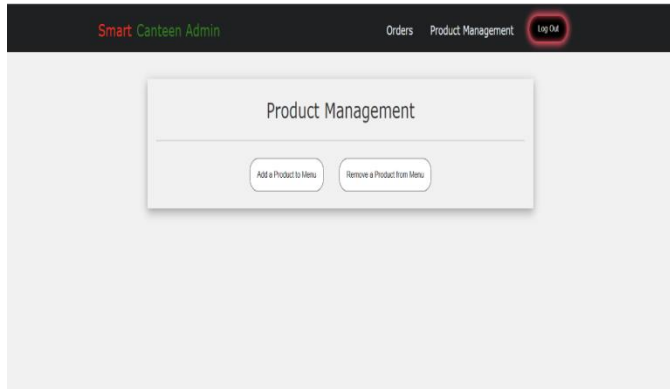 Smart Canteen Admin
Orders
Product Management
Log Out
Product Management
Add a Product to Menu
Remove a Product from Menu